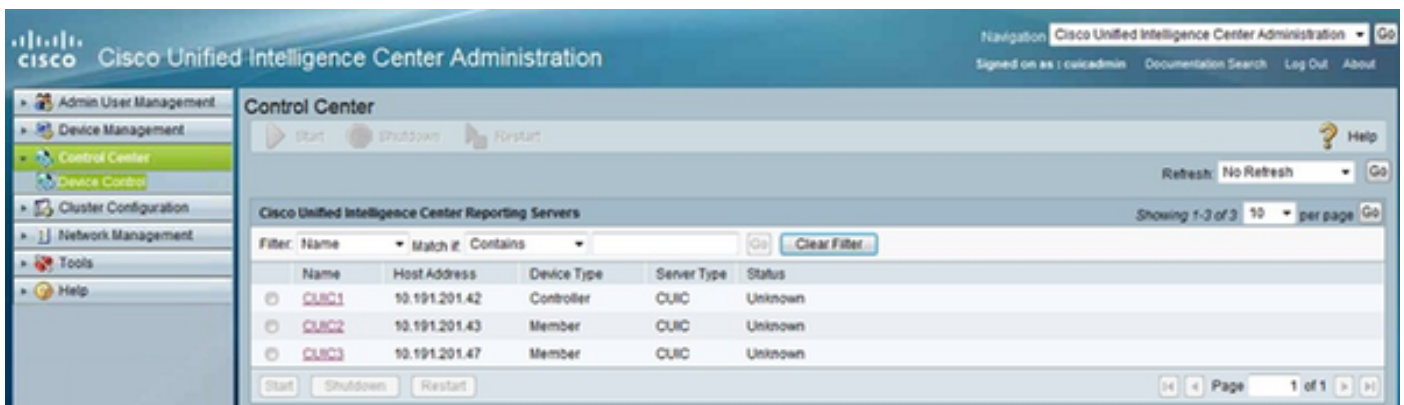 Navigation Cisco Unified Intelligence Center Administration Go
CISCO Cisco Unified Intelligence Center Administration
Signed on as : cuicadmin Documentation Search Log Out About
Admin User Management
Device Management
Control Center
Device Control
Cluster Configuration
Network Management
Tools
Help
Control Center
Start Shutdown Restart
Help
Refresh: No Refresh Go
Cisco Unified Intelligence Center Reporting Servers Showing 1-3 of 3 10 per page Go
Filter: Name Match if: Contains Go Clear Filter
Name Host Address Device Type Server Type Status
CUIC1 10.191.201.42 Controller CUIC Unknown
CUIC2 10.191.201.43 Member CUIC Unknown
CUIC3 10.191.201.47 Member CUIC Unknown
Start Shutdown Restart Page 1 of 1